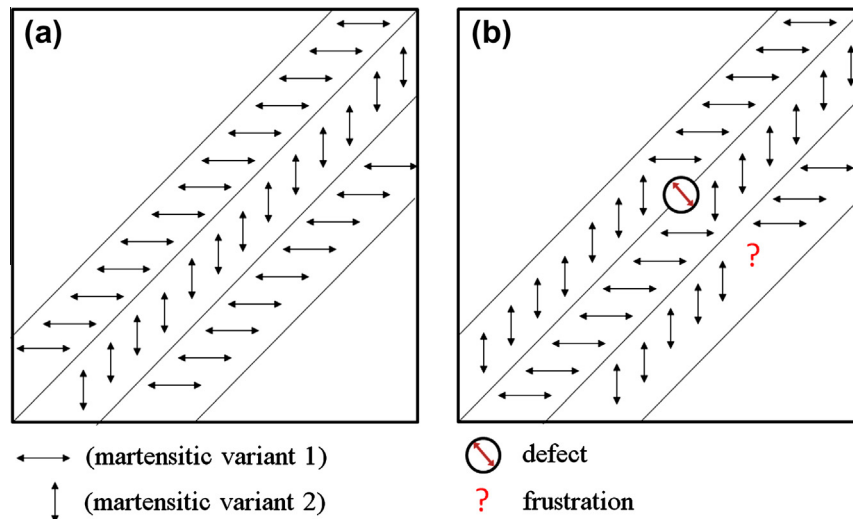 (a)
(b)
?
(martensitic variant 1)
defect
(martensitic variant 2)
? frustration